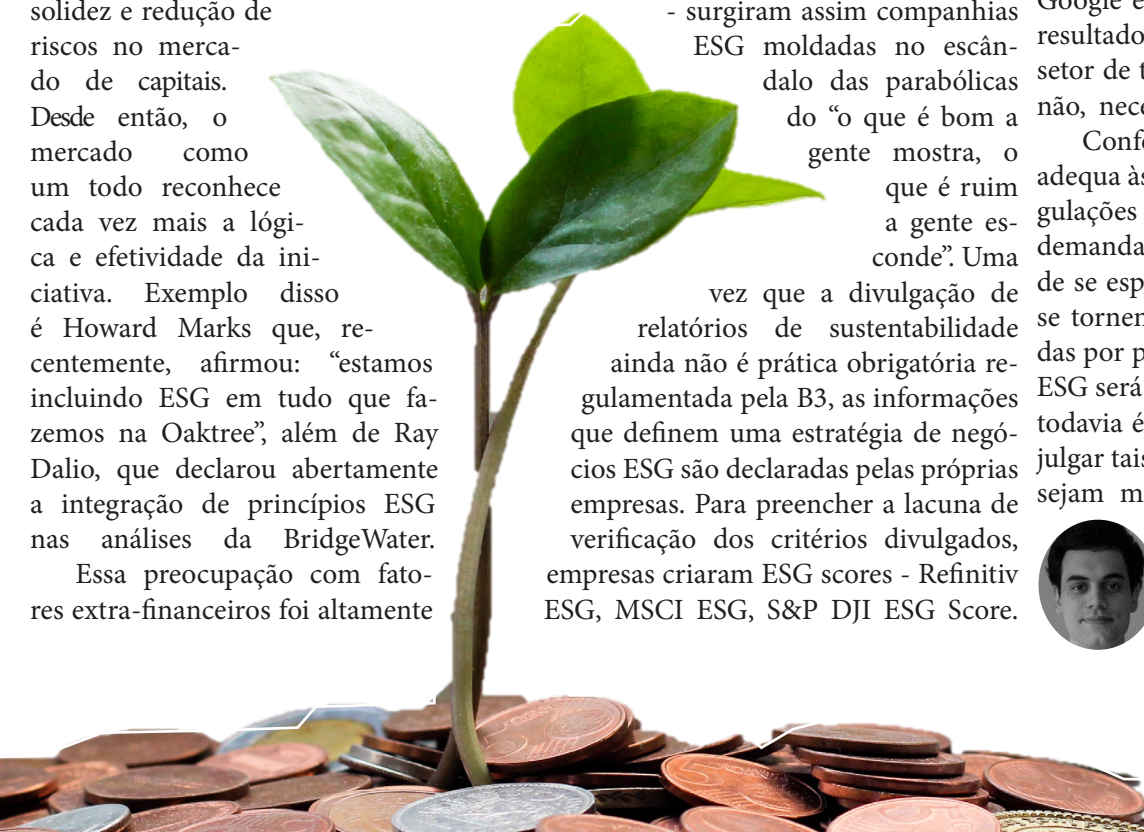 solidez e redução de
riscos no merca-
do de capitais.
Desde então, o
mercado como
um todo reconhece
cada vez mais a lógi-
ca e efetividade da ini-
ciativa. Exemplo disso
é Howard Marks que, re-
centemente, afirmou: “estamos
incluindo ESG em tudo que fa-
zemos na Oaktree”, além de Ray
Dalio, que declarou abertamente
a integração de princípios ESG
nas análises da BridgeWater.
Essa preocupação com fato-
res extra-financeiros foi altamente
- surgiram assim companhias
ESG moldadas no escân-
dalo das parabólicas
do “o que é bom a
gente mostra, o
que é ruim
a gente es-
conde”. Uma
vez que a divulgação de
relatórios de sustentabilidade
ainda não é prática obrigatória re-
gulamentada pela B3, as informações
que definem uma estratégia de negó-
cios ESG são declaradas pelas próprias
empresas. Para preencher a lacuna de
verificação dos critérios divulgados,
empresas criaram ESG scores - Refinitiv
ESG, MSCI ESG, S&P DJI ESG Score.
Google e
resultado
setor de t
não, nece
Confo
adequa às
gulações
demanda
de se esp
se tornem
das por p
ESG será
todavia é
julgar tais
sejam m